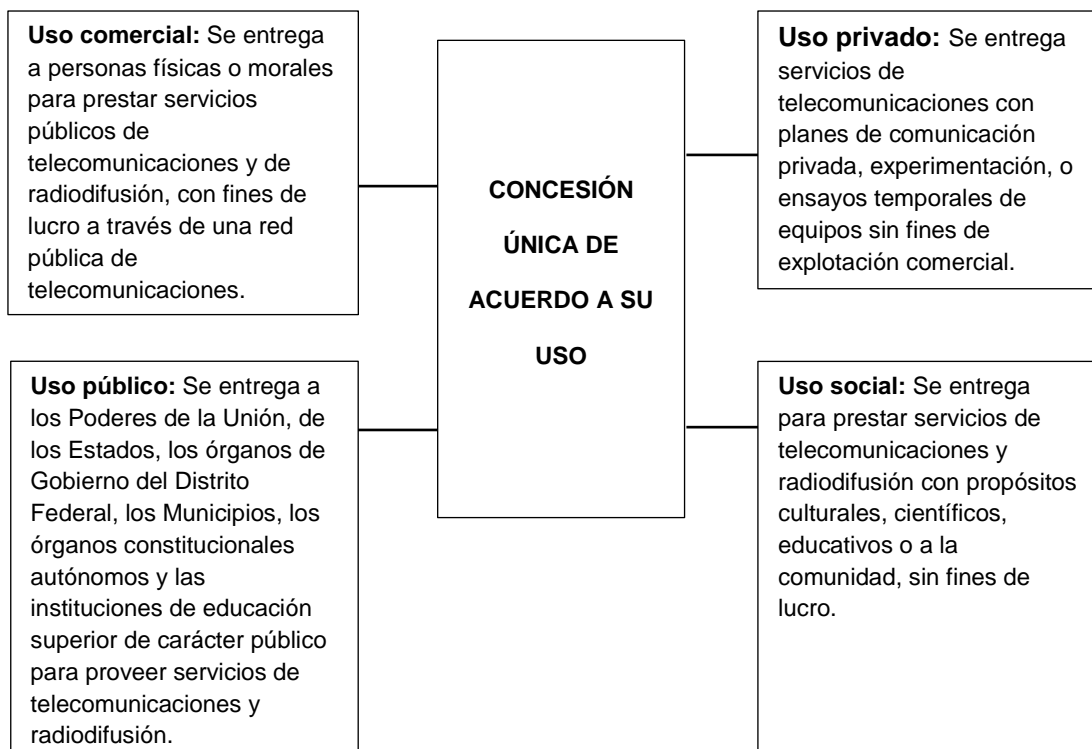 Uso comercial: Se entrega
a personas físicas o morales
para prestar servicios
públicos de
telecomunicaciones y de
radiodifusión, con fines de
lucro a través de una red
pública de
telecomunicaciones.
CONCESIÓN
ÚNICA DE
ACUERDO A SU
USO
Uso privado: Se entrega
servicios de
telecomunicaciones con
planes de comunicación
privada, experimentación, o
ensayos temporales de
equipos sin fines de
explotación comercial.
Uso público: Se entrega a
los Poderes de la Unión, de
los Estados, los órganos de
Gobierno del Distrito
Federal, los Municipios, los
órganos constitucionales
autónomos y las
instituciones de educación
superior de carácter público
para proveer servicios de
telecomunicaciones y
radiodifusión.
Uso social: Se entrega
para prestar servicios de
telecomunicaciones y
radiodifusión con propósitos
culturales, científicos,
educativos o a la
comunidad, sin fines de
lucro.